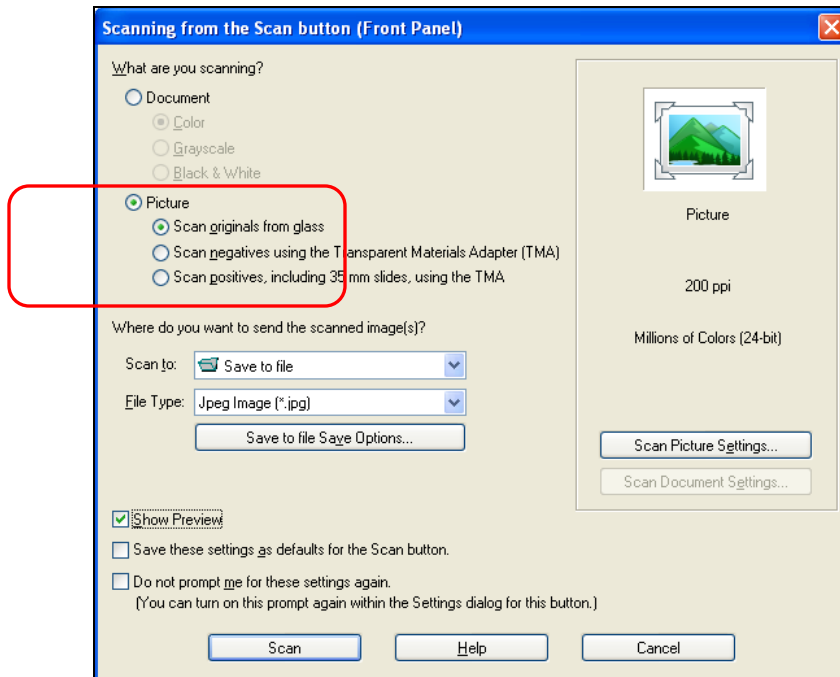 Scanning from the Scan button (Front Panel)
What are you scanning?
Document
Color
Grayscale
Black & White
Picture
Scan originals from glass
Scan negatives using the Transparent Materials Adapter (TMA)
Scan positives, including 35 mm slides, using the TMA
Where do you want to send the scanned image(s)?
Scan to: Save to file
File Type: Jpeg Image (*.jpg)
Save to file Save Options...
Picture
200 ppi
Millions of Colors (24-bit)
Scan Picture Settings...
Scan Document Settings...
Show Preview
Save these settings as defaults for the Scan button.
Do not prompt me for these settings again.
(You can turn on this prompt again within the Settings dialog for this button.)
Scan Help Cancel